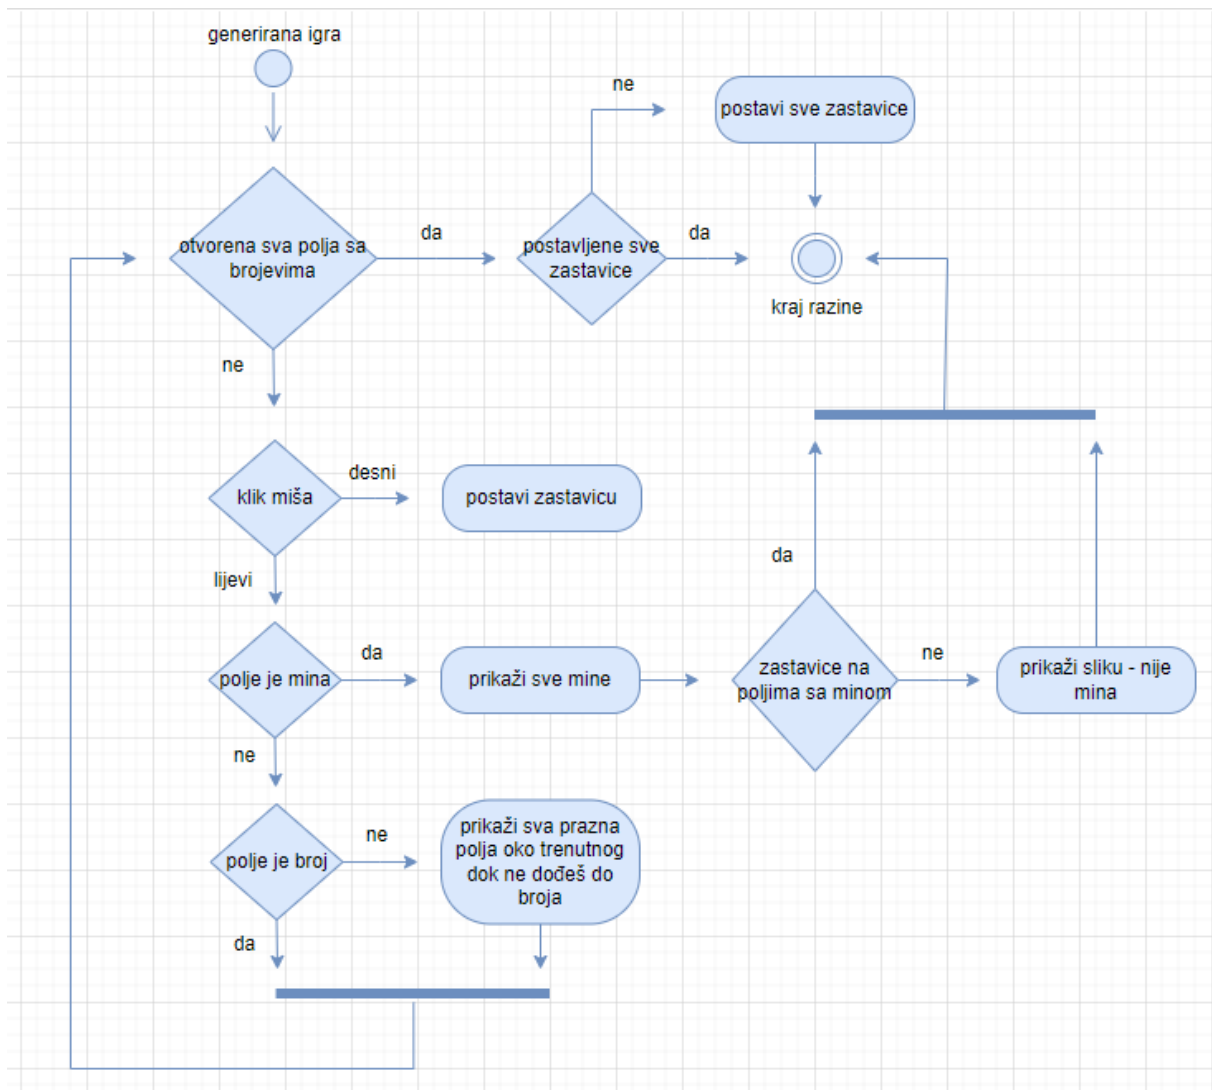 generirana igra
ne
postavi sve zastavice
otvorena sva polja sa
brojevima
da
postavljene sve
zastavice
da
kraj razine
ne
klik miša
desni
postavi zastavicu
lijevi
da
polje je mina
da
prikaži sve mine
zastavice na
poljima sa minom
ne
prikaži sliku - nije
mina
ne
polje je broj
ne
prikaži sva prazna
polja oko trenutnog
dok ne dođeš do
broja
da